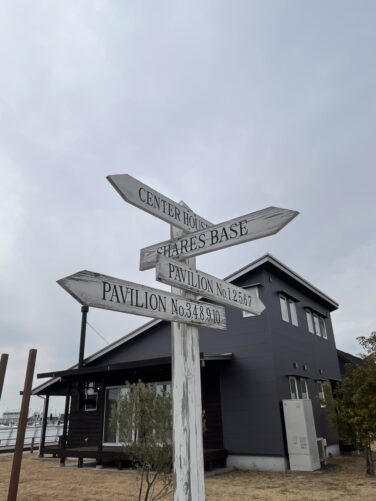 CENTER HOUSE
SHARES BASE
PAVILION No.1.2.5.6.7
PAVILION No.3.4.8.9.10